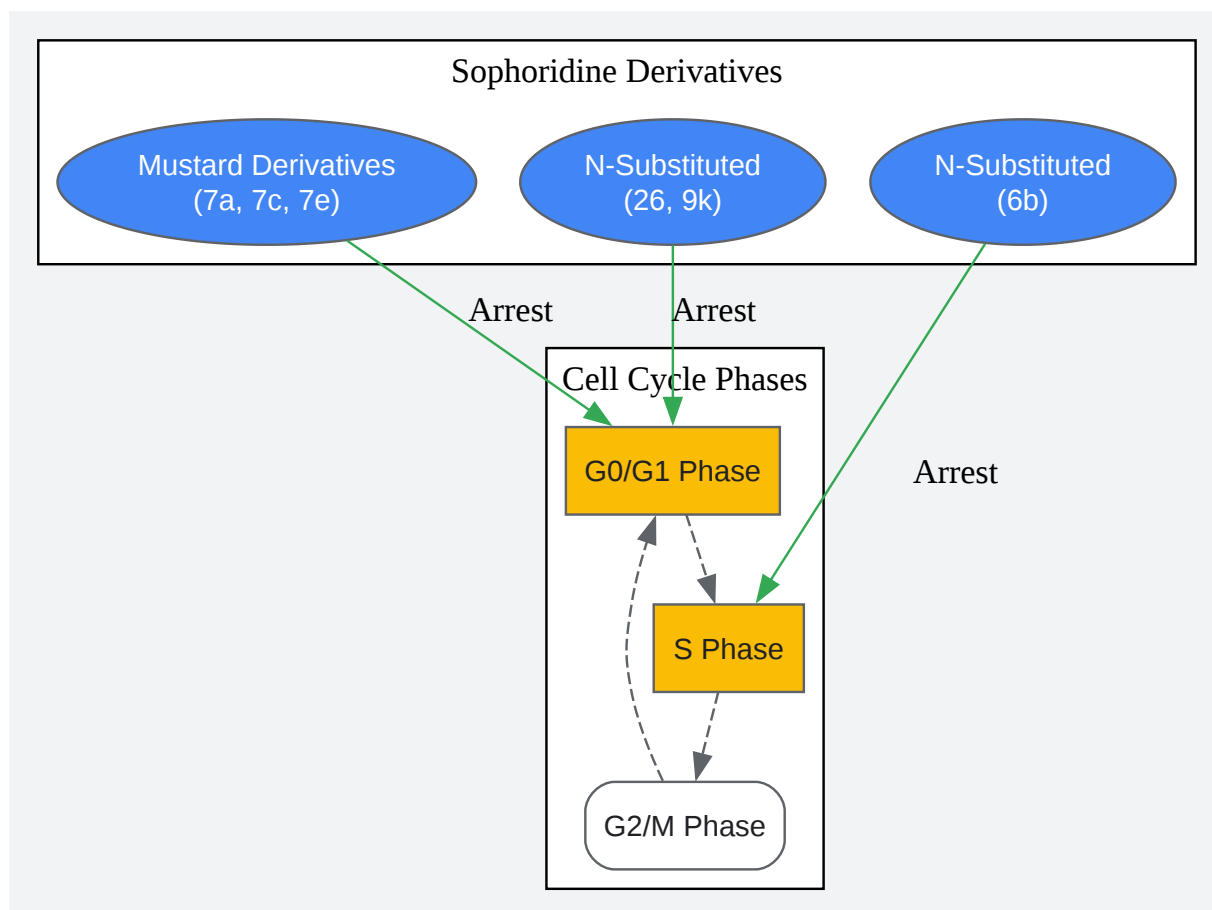 Sophoridine Derivatives
Mustard Derivatives
(7a, 7c, 7e)
N-Substituted
(26, 9k)
N-Substituted
(6b)
Arrest
Arrest
Cell Cycle Phases
G0/G1 Phase
Arrest
S Phase
G2/M Phase